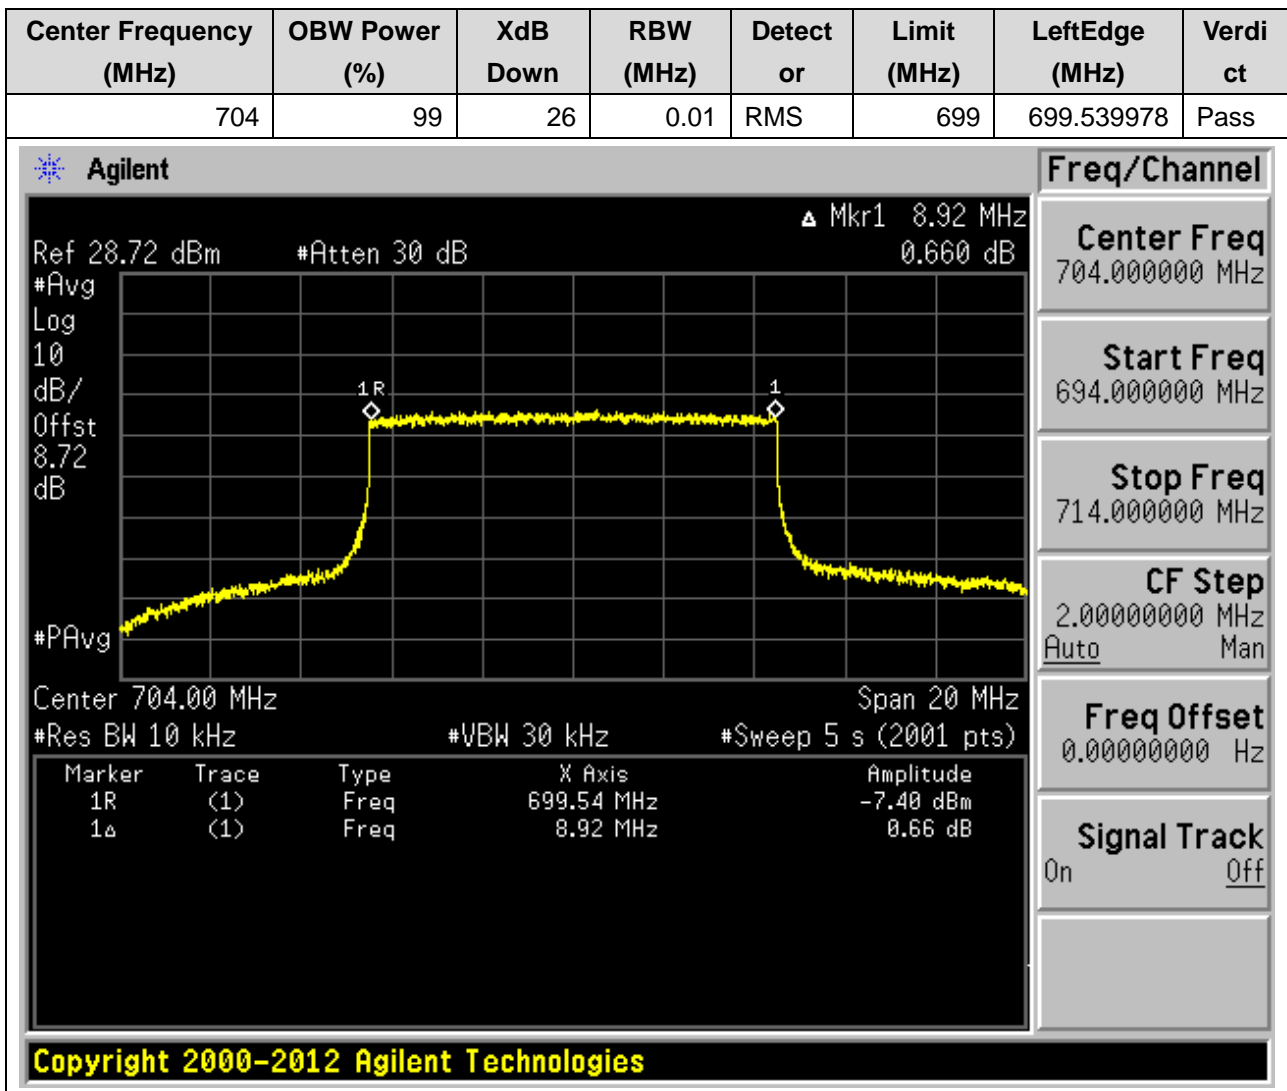 Center Frequency OBW Power XdB RBW Detect Limit LeftEdge Verdi
(MHz) (%) Down (MHz) or (MHz) (MHz) ct
704 99 26 0.01 RMS 699 699.539978 Pass
Agilent Freq/Channel
Δ Mkr1 8.92 MHz
Ref 28.72 dBm #Atten 30 dB 0.660 dB
#Avg
Log
10
dB/
Offst
8.72
dB
1R 1
#PAvg
Center 704.00 MHz Span 20 MHz
#Res BW 10 kHz #VBW 30 kHz #Sweep 5 s (2001 pts)
Marker Trace Type X Axis Amplitude
1R (1) Freq 699.54 MHz -7.40 dBm
1Δ (1) Freq 8.92 MHz 0.66 dB
Center Freq
704.000000 MHz
Start Freq
694.000000 MHz
Stop Freq
714.000000 MHz
CF Step
2.00000000 MHz
Auto Man
Freq Offset
0.00000000 Hz
Signal Track
On Off
Copyright 2000-2012 Agilent Technologies